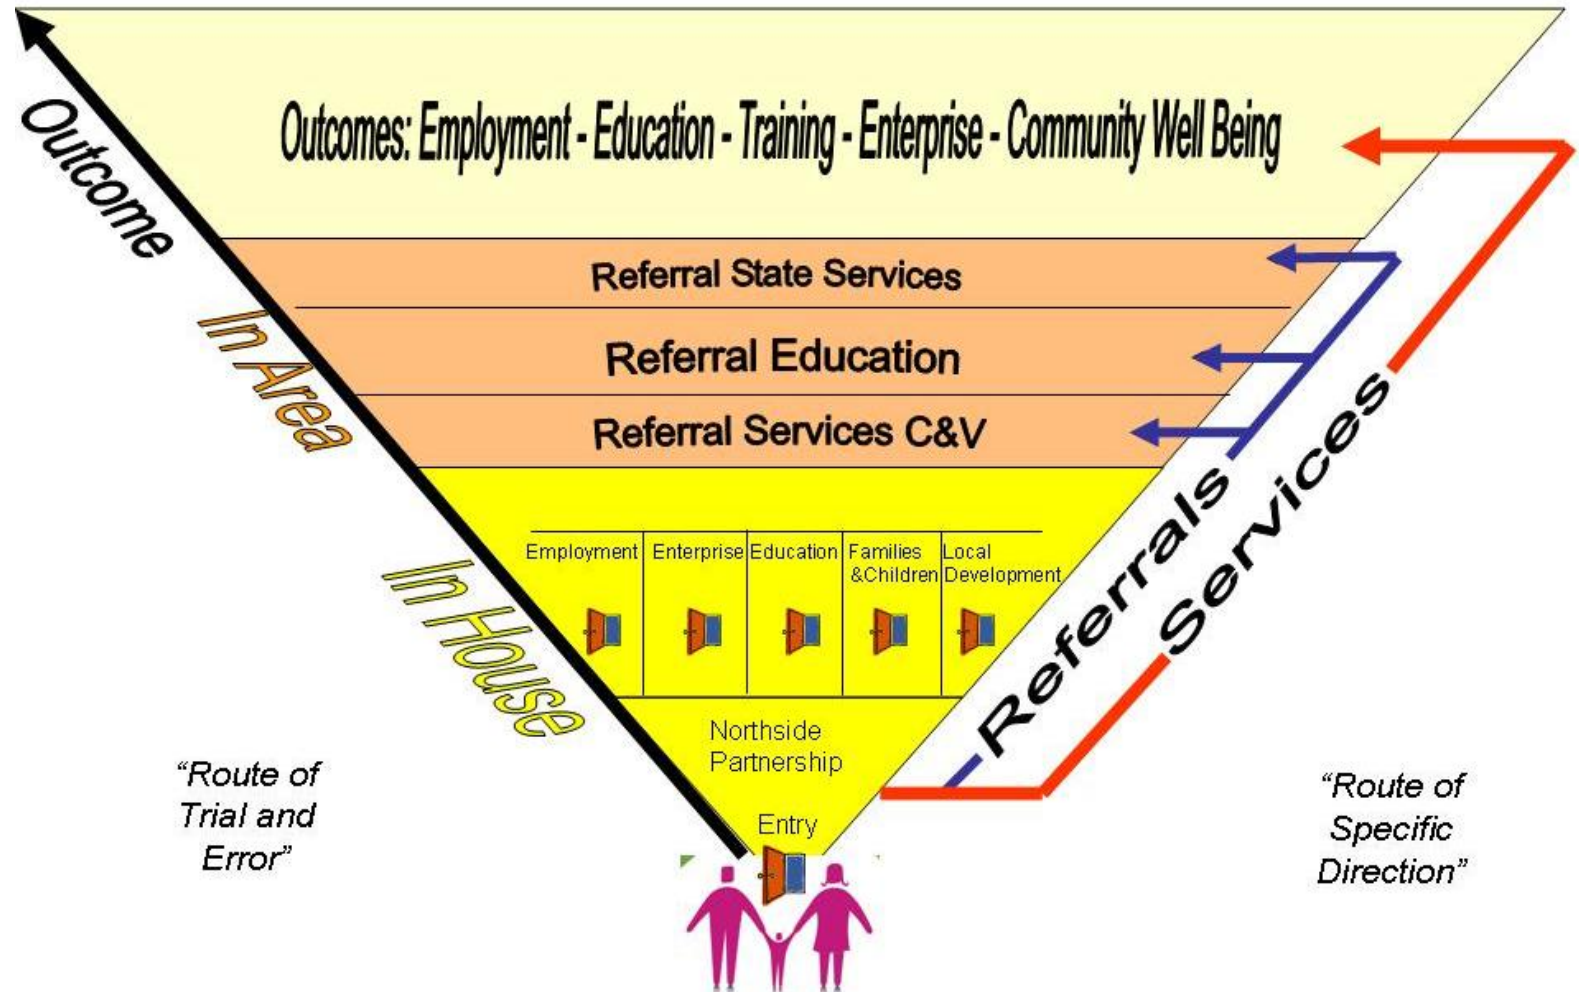 Outcomes: Employment - Education - Training - Enterprise - Community Well Being
Outcome
Referral State Services
In Area
Referral Education
Referral Services C&V
Employment
Enterprise
Education
Families
&Children
Local
Development
In House
Referrals
Services
Northside
Partnership
Entry
“Route of
Trial and
Error”
“Route of
Specific
Direction”